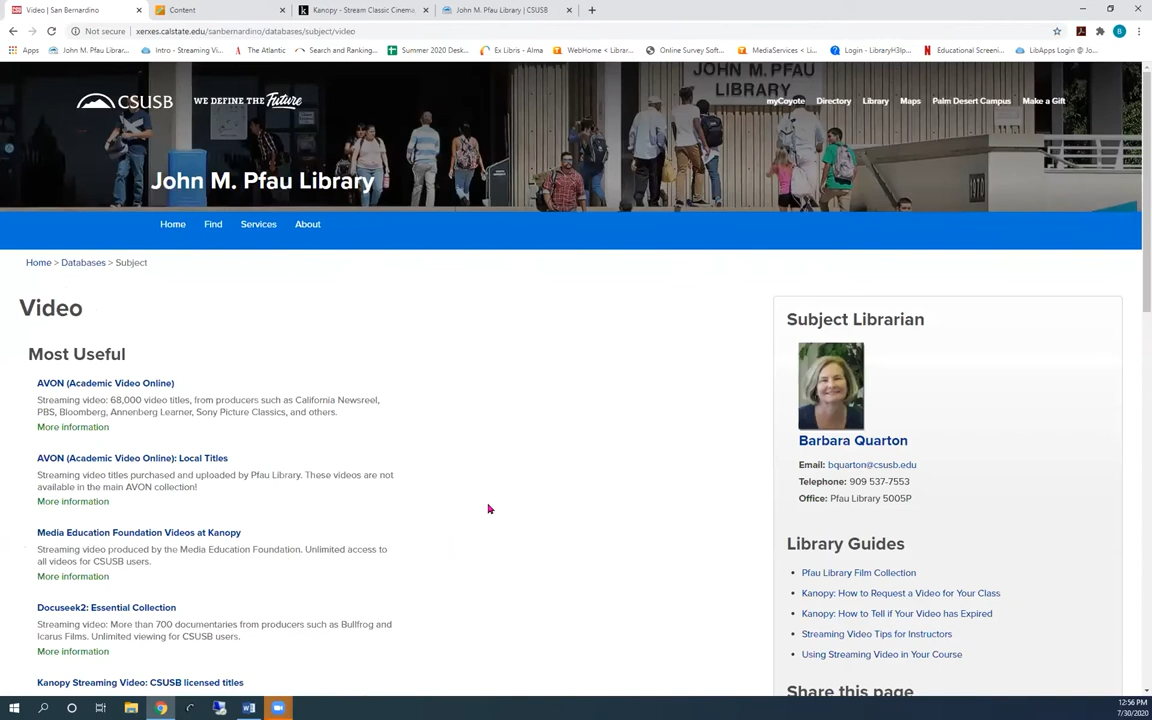 Video | San Bernardino
Content
Kanopy - Stream Classic Cinema
John M. Pfau Library | CSUSB
Not secure | xerxes.calstate.edu/sanbernardino/databases/subject/video
Apps John M. Pfau Librar... Intro - Streaming Vi... The Atlantic Search and Ranking... Summer 2020 Desk... Ex Libris - Alma WebHome < Librar... Online Survey Soft... MediaServices < Li... Login - LibraryH3lp... Educational Screeni... LibApps Login @ Jo...
JOHN M. PFAU
LIBRARY
CSUSB WE DEFINE THE Future
myCoyote Directory Library Maps Palm Desert Campus Make a Gift
John M. Pfau Library
Home Find Services About
Home > Databases > Subject
Video
Most Useful
AVON (Academic Video Online)
Streaming video: 68,000 video titles, from producers such as California Newsreel,
PBS, Bloomberg, Annenberg Learner, Sony Picture Classics, and others.
More information
AVON (Academic Video Online): Local Titles
Streaming video titles purchased and uploaded by Pfau Library. These videos are not
available in the main AVON collection!
More information
Media Education Foundation Videos at Kanopy
Streaming video produced by the Media Education Foundation. Unlimited access to
all videos for CSUSB users.
More information
Docuseek2: Essential Collection
Streaming video: More than 700 documentaries from producers such as Bullfrog and
Icarus Films. Unlimited viewing for CSUSB users.
More information
Kanopy Streaming Video: CSUSB licensed titles
Subject Librarian
Barbara Quarton
Email: bquarton@csusb.edu
Telephone: 909 537-7553
Office: Pfau Library 5005P
Library Guides
Pfau Library Film Collection
Kanopy: How to Request a Video for Your Class
Kanopy: How to Tell if Your Video has Expired
Streaming Video Tips for Instructors
Using Streaming Video in Your Course
Share this page
12:56 PM
7/30/2020